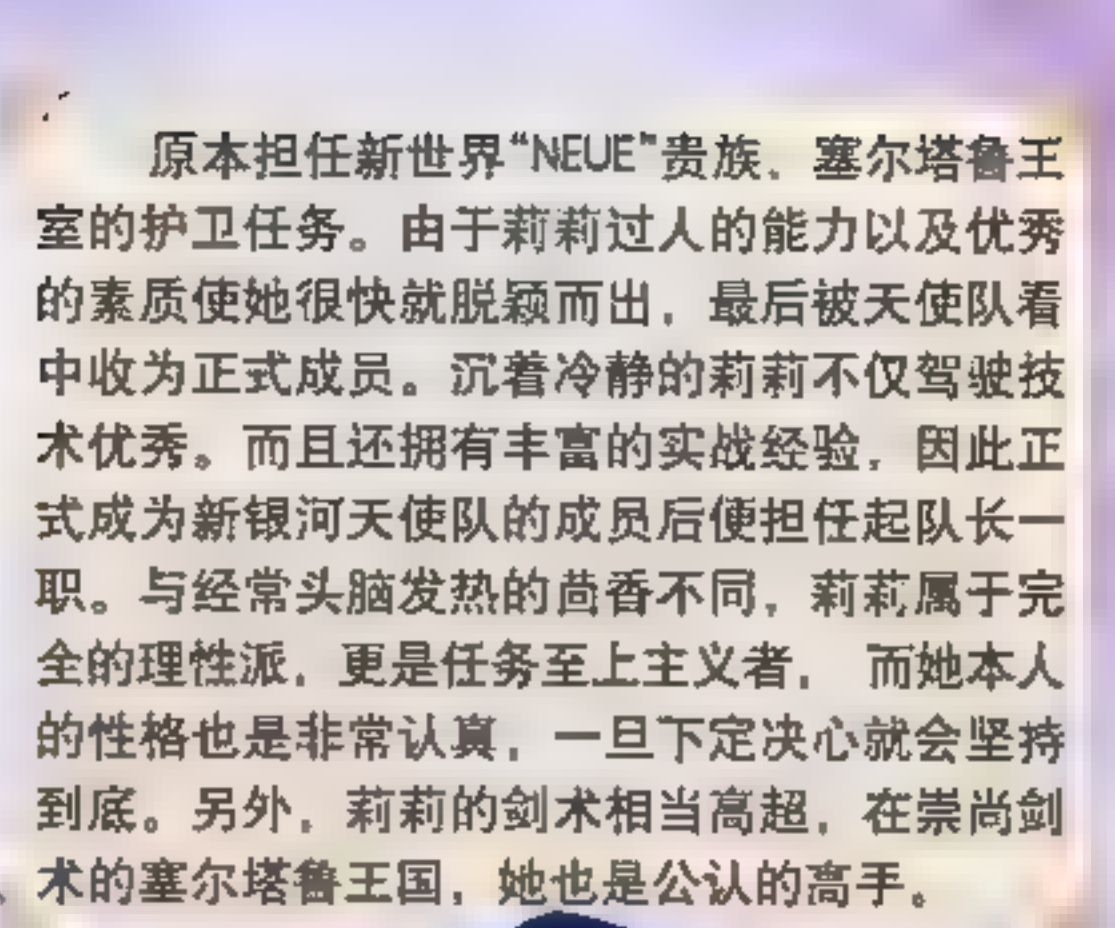 原本担任新世界“NEUE”贵族、塞尔塔鲁王
室的护卫任务。由于莉莉过人的能力以及优秀
的素质使她很快就脱颖而出，最后被天使队看
中收为正式成员。沉着冷静的莉莉不仅驾驶技
术优秀。而且还拥有丰富的实战经验，因此正
式成为新银河天使队的成员后便担任起队长一
职。与经常头脑发热的茴香不同，莉莉属于完
全的理性派，更是任务至上主义者， 而她本人
的性格也是非常认真，一旦下定决心就会坚持
到底。另外，莉莉的剑术相当高超，在崇尚剑
术的塞尔塔鲁王国，她也是公认的高手。